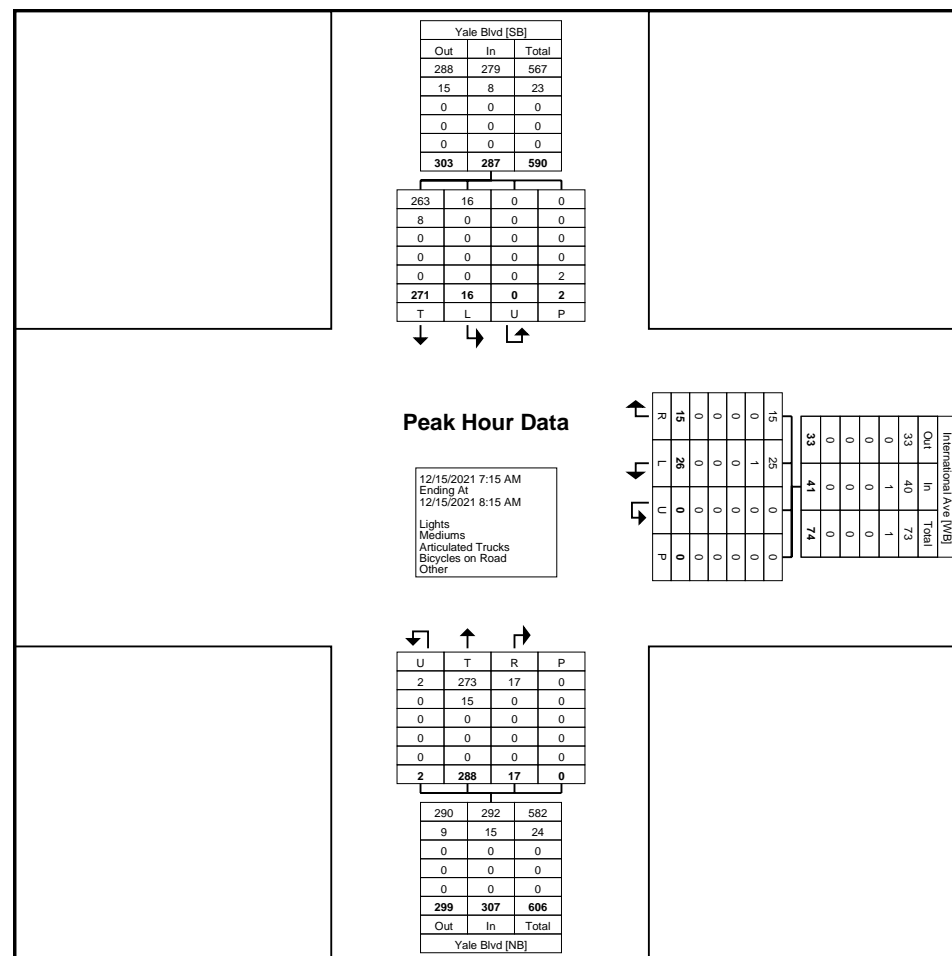 Yale Blvd [SB]
Out In Total
288 279 567
15 8 23
0 0 0
0 0 0
0 0 0
303 287 590
263 16 0 0
8 0 0 0
0 0 0 0
0 0 0 0
0 0 0 2
271 16 0 2
T L U P
Peak Hour Data
12/15/2021 7:15 AM
Ending At
12/15/2021 8:15 AM
Lights
Mediums
Articulated Trucks
Bicycles on Road
Other
International Ave [WB]
Out In Total
33 40 73
0 1 1
0 0 0
0 0 0
0 0 0
33 41 74
15 25 0 0
0 1 0 0
0 0 0 0
0 0 0 0
0 0 0 0
15 26 0 0
R L U P
U T R P
2 273 17 0
0 15 0 0
0 0 0 0
0 0 0 0
0 0 0 0
2 288 17 0
290 292 582
9 15 24
0 0 0
0 0 0
0 0 0
299 307 606
Out In Total
Yale Blvd [NB]